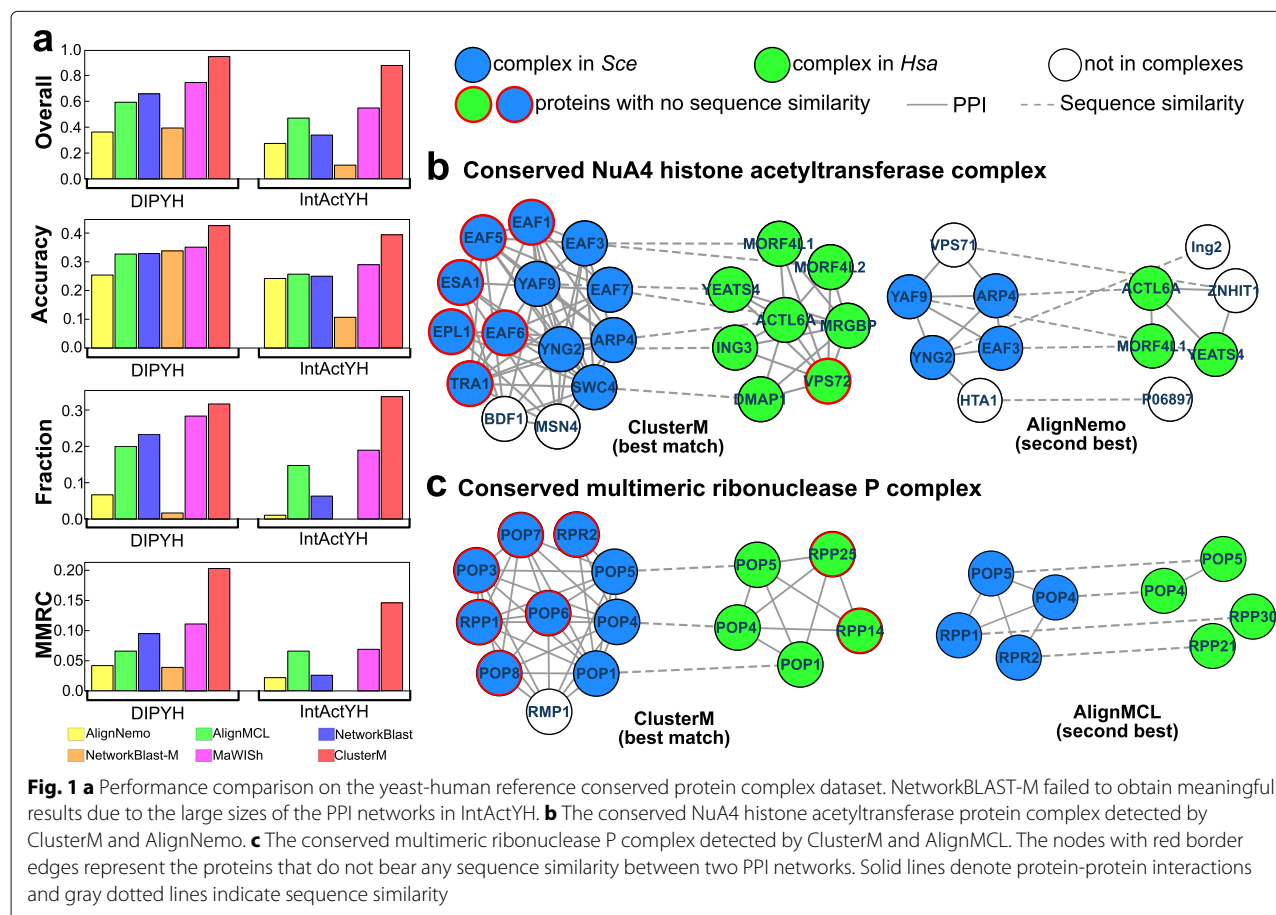 a
Overall
1.0
0.8
0.6
0.4
0.2
0.0
DIPYH
IntActYH
Accuracy
0.4
0.3
0.2
0.1
0.0
DIPYH
IntActYH
Fraction
0.3
0.2
0.1
0.0
DIPYH
IntActYH
MMRC
0.20
0.15
0.10
0.05
0.0
DIPYH
IntActYH
AlignNemo AlignMCL NetworkBlast
NetworkBlast-M MaWISh ClusterM
complex in Sce complex in Hsa not in complexes
proteins with no sequence similarity PPI Sequence similarity
b Conserved NuA4 histone acetyltransferase complex
EAF1
EAF5
EAF3
ESA1
YAF9
EAF7
EPL1
EAF6
YNG2
ARP4
TRA1
SWC4
BDF1
MSN4
MORF4L1
MORF4L2
YEATS4
ACTL6A
MRGBP
ING3
VPS72
DMAP1
ClusterM
(best match)
VPS71
Ing2
YAF9
ARP4
ACTL6A
ZNHIT1
YNG2
EAF3
MORF4L1
YEATS4
HTA1
P06897
AlignNemo
(second best)
c Conserved multimeric ribonuclease P complex
POP7
RPR2
POP3
POP5
RPP1
POP6
POP4
POP8
POP1
RMP1
POP5
RPP25
POP4
RPP14
POP1
ClusterM
(best match)
POP5
POP4
RPP1
RPR2
POP5
POP4
RPP30
RPP21
AlignMCL
(second best)
Fig. 1 a Performance comparison on the yeast-human reference conserved protein complex dataset. NetworkBLAST-M failed to obtain meaningful
results due to the large sizes of the PPI networks in IntActYH. b The conserved NuA4 histone acetyltransferase protein complex detected by
ClusterM and AlignNemo. c The conserved multimeric ribonuclease P complex detected by ClusterM and AlignMCL. The nodes with red border
edges represent the proteins that do not bear any sequence similarity between two PPI networks. Solid lines denote protein-protein interactions
and gray dotted lines indicate sequence similarity